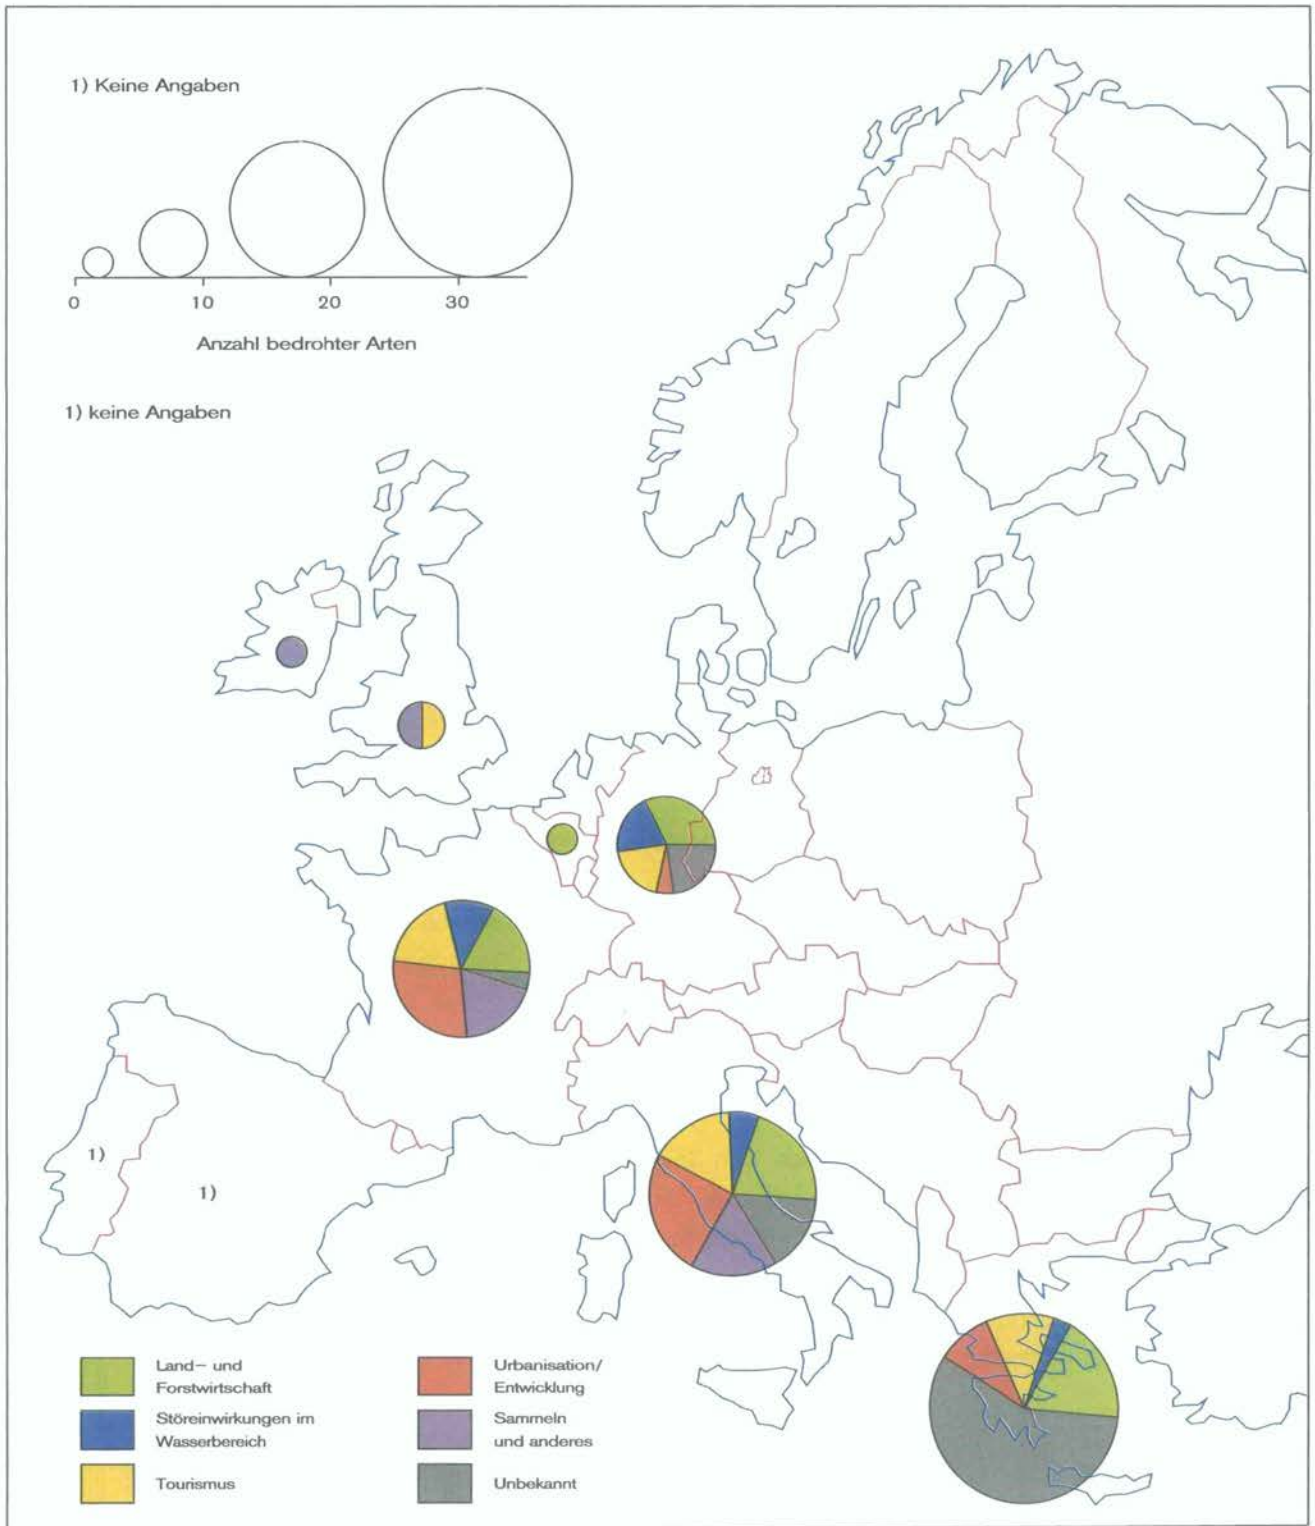 1) Keine Angaben
0 10 20 30
Anzahl bedrohter Arten
1) keine Angaben
1)
1)
Land- und
Forstwirtschaft
Störeinwirkungen im
Wasserbereich
Tourismus
Urbanisation/
Entwicklung
Sammeln
und anderes
Unbekannt